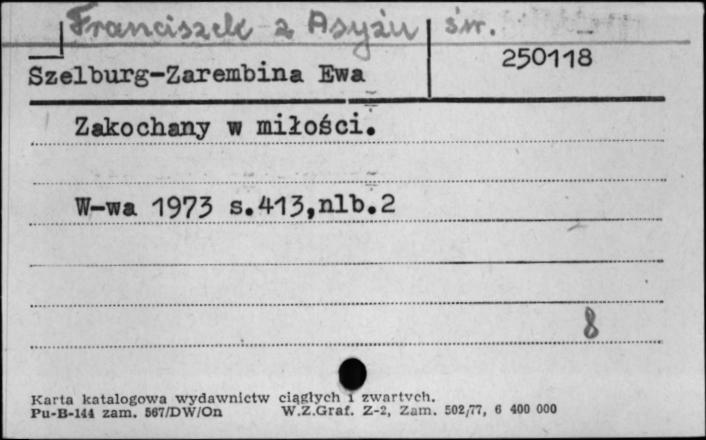 Franciszek z Asyżu św.
250118
Szelburg-Zarembina Ewa
Zakochany w miłości.
W-wa 1973 s.413,nlb.2
8
Karta katalogowa wydawnictw ciągłych i zwartych.
Pu-B-144 zam. 567/DW/On W.Z.Graf. Z-2, Zam. 502/77, 6 400 000